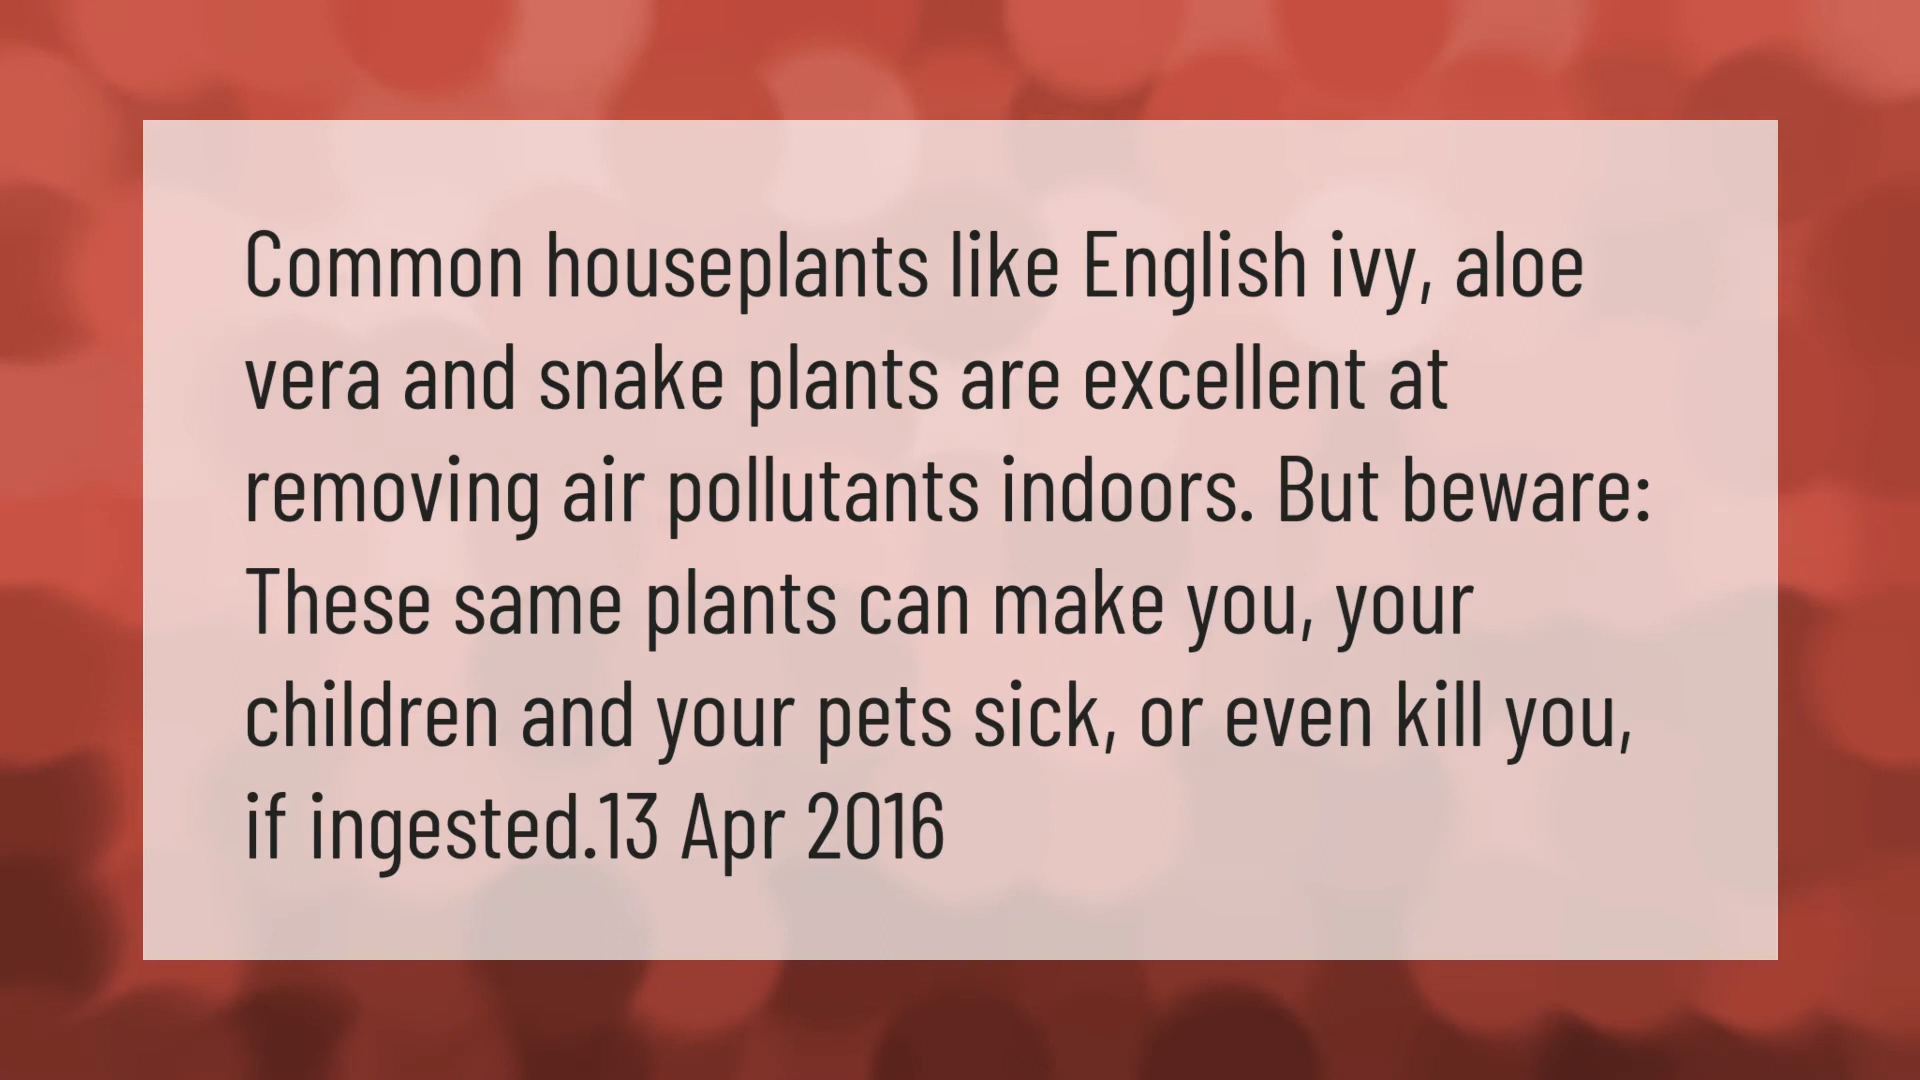 Common houseplants like English ivy, aloe
vera and snake plants are excellent at
removing air pollutants indoors. But beware:
These same plants can make you, your
children and your pets sick, or even kill you,
if ingested.13 Apr 2016